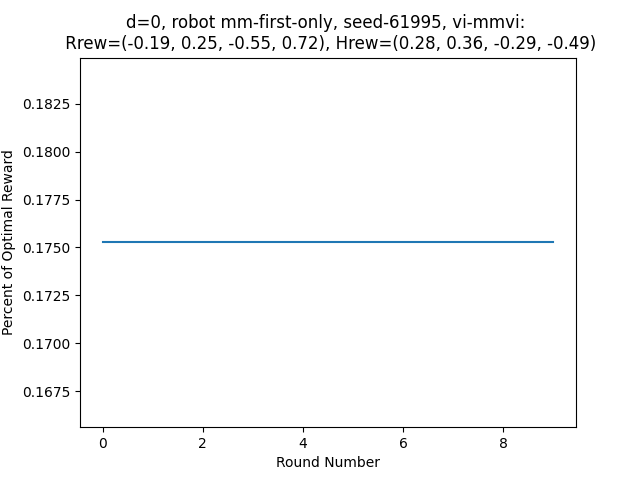 d=0, robot mm-first-only, seed-61995, vi-mmvi:
Rrew=(-0.19, 0.25, -0.55, 0.72), Hrew=(0.28, 0.36, -0.29, -0.49)
0.1825
0.1800
0.1775
0.1750
0.1725
0.1700
0.1675
Percent of Optimal Reward
0 2 4 6 8
Round Number